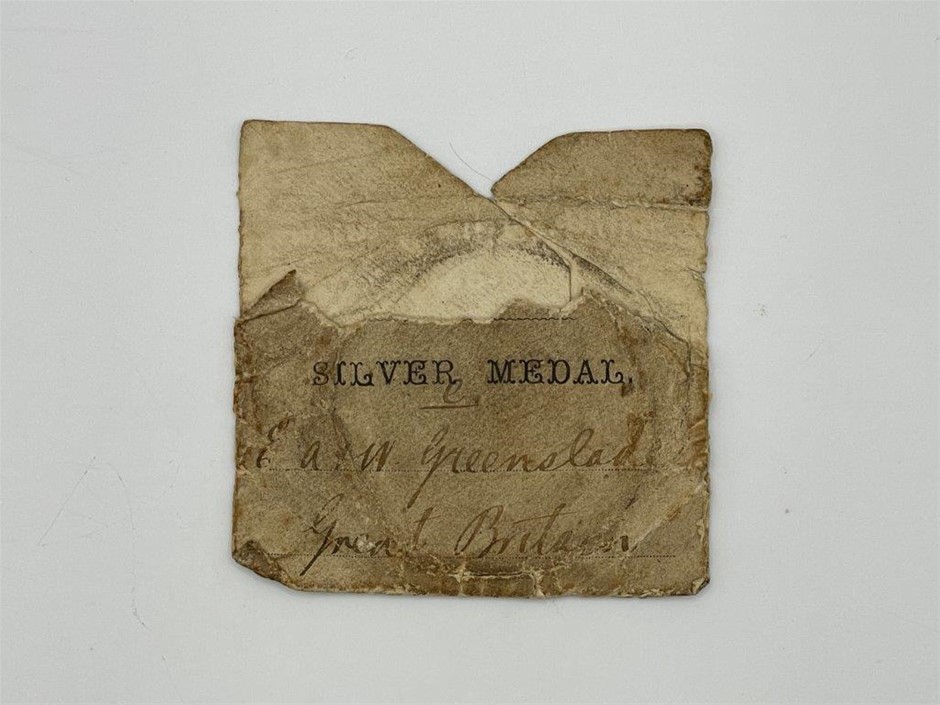 SILVER MEDAL.
e
E a & W Greenslade
Great Britain